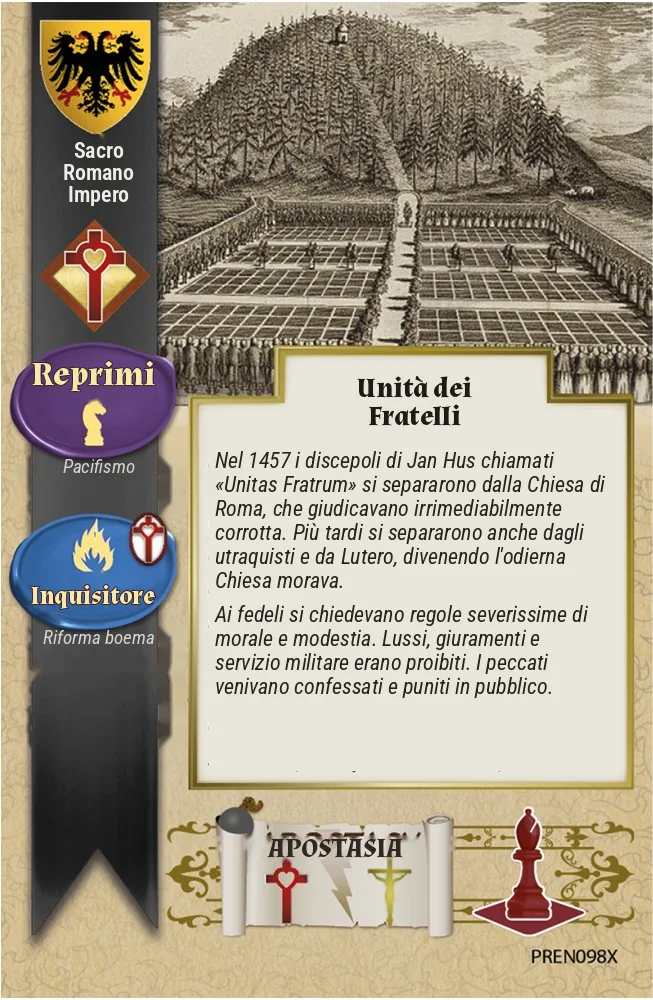 Sacro
Romano
Impero
Reprimi
Pacifismo
Inquisitore
Riforma boema
Unità dei
Fratelli
Nel 1457 i discepoli di Jan Hus chiamati
«Unitas Fratrum» si separarono dalla Chiesa di
Roma, che giudicavano irrimediabilmente
corrotta. Più tardi si separarono anche dagli
utraquisti e da Lutero, divenendo l'odierna
Chiesa morava.
Ai fedeli si chiedevano regole severissime di
morale e modestia. Lussi, giuramenti e
servizio militare erano proibiti. I peccati
venivano confessati e puniti in pubblico.
APOSTASIA
PREN098X